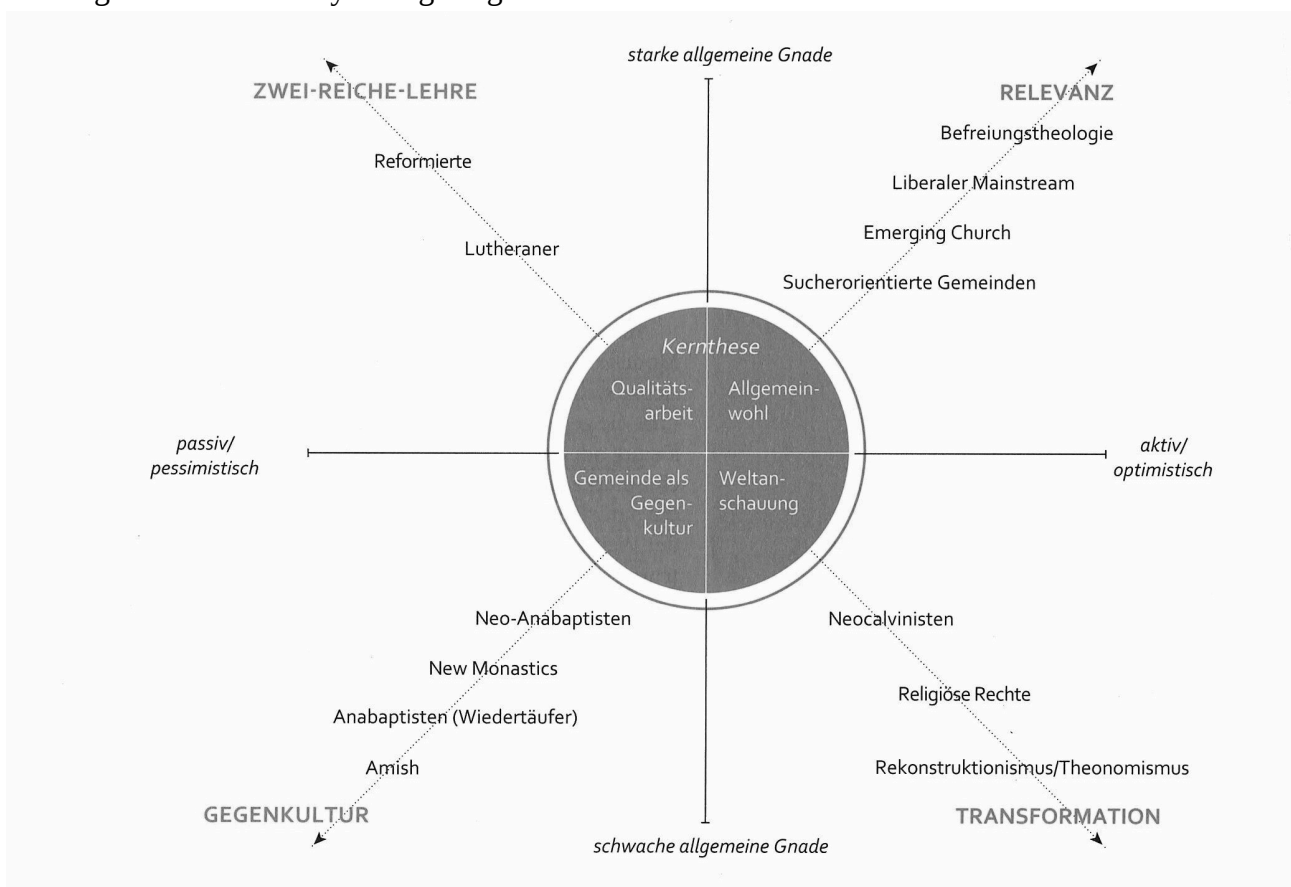 starke allgemeine Gnade
ZWEI-REICHE-LEHRE
RELEVANZ
Befreiungstheologie
Reformierte
Liberaler Mainstream
Emerging Church
Lutheraner
Sucherorientierte Gemeinden
Kernthese
Qualitäts-
arbeit
Allgemein-
wohl
passiv/
pessimistisch
aktiv/
optimistisch
Gemeinde als
Gegen-
kultur
Weltan-
schauung
Neo-Anabaptisten
Neocalvinisten
New Monastics
Religiöse Rechte
Anabaptisten (Wiedertäufer)
Amish
Rekonstruktionismus/Theonomismus
GEGENKULTUR
TRANSFORMATION
schwache allgemeine Gnade